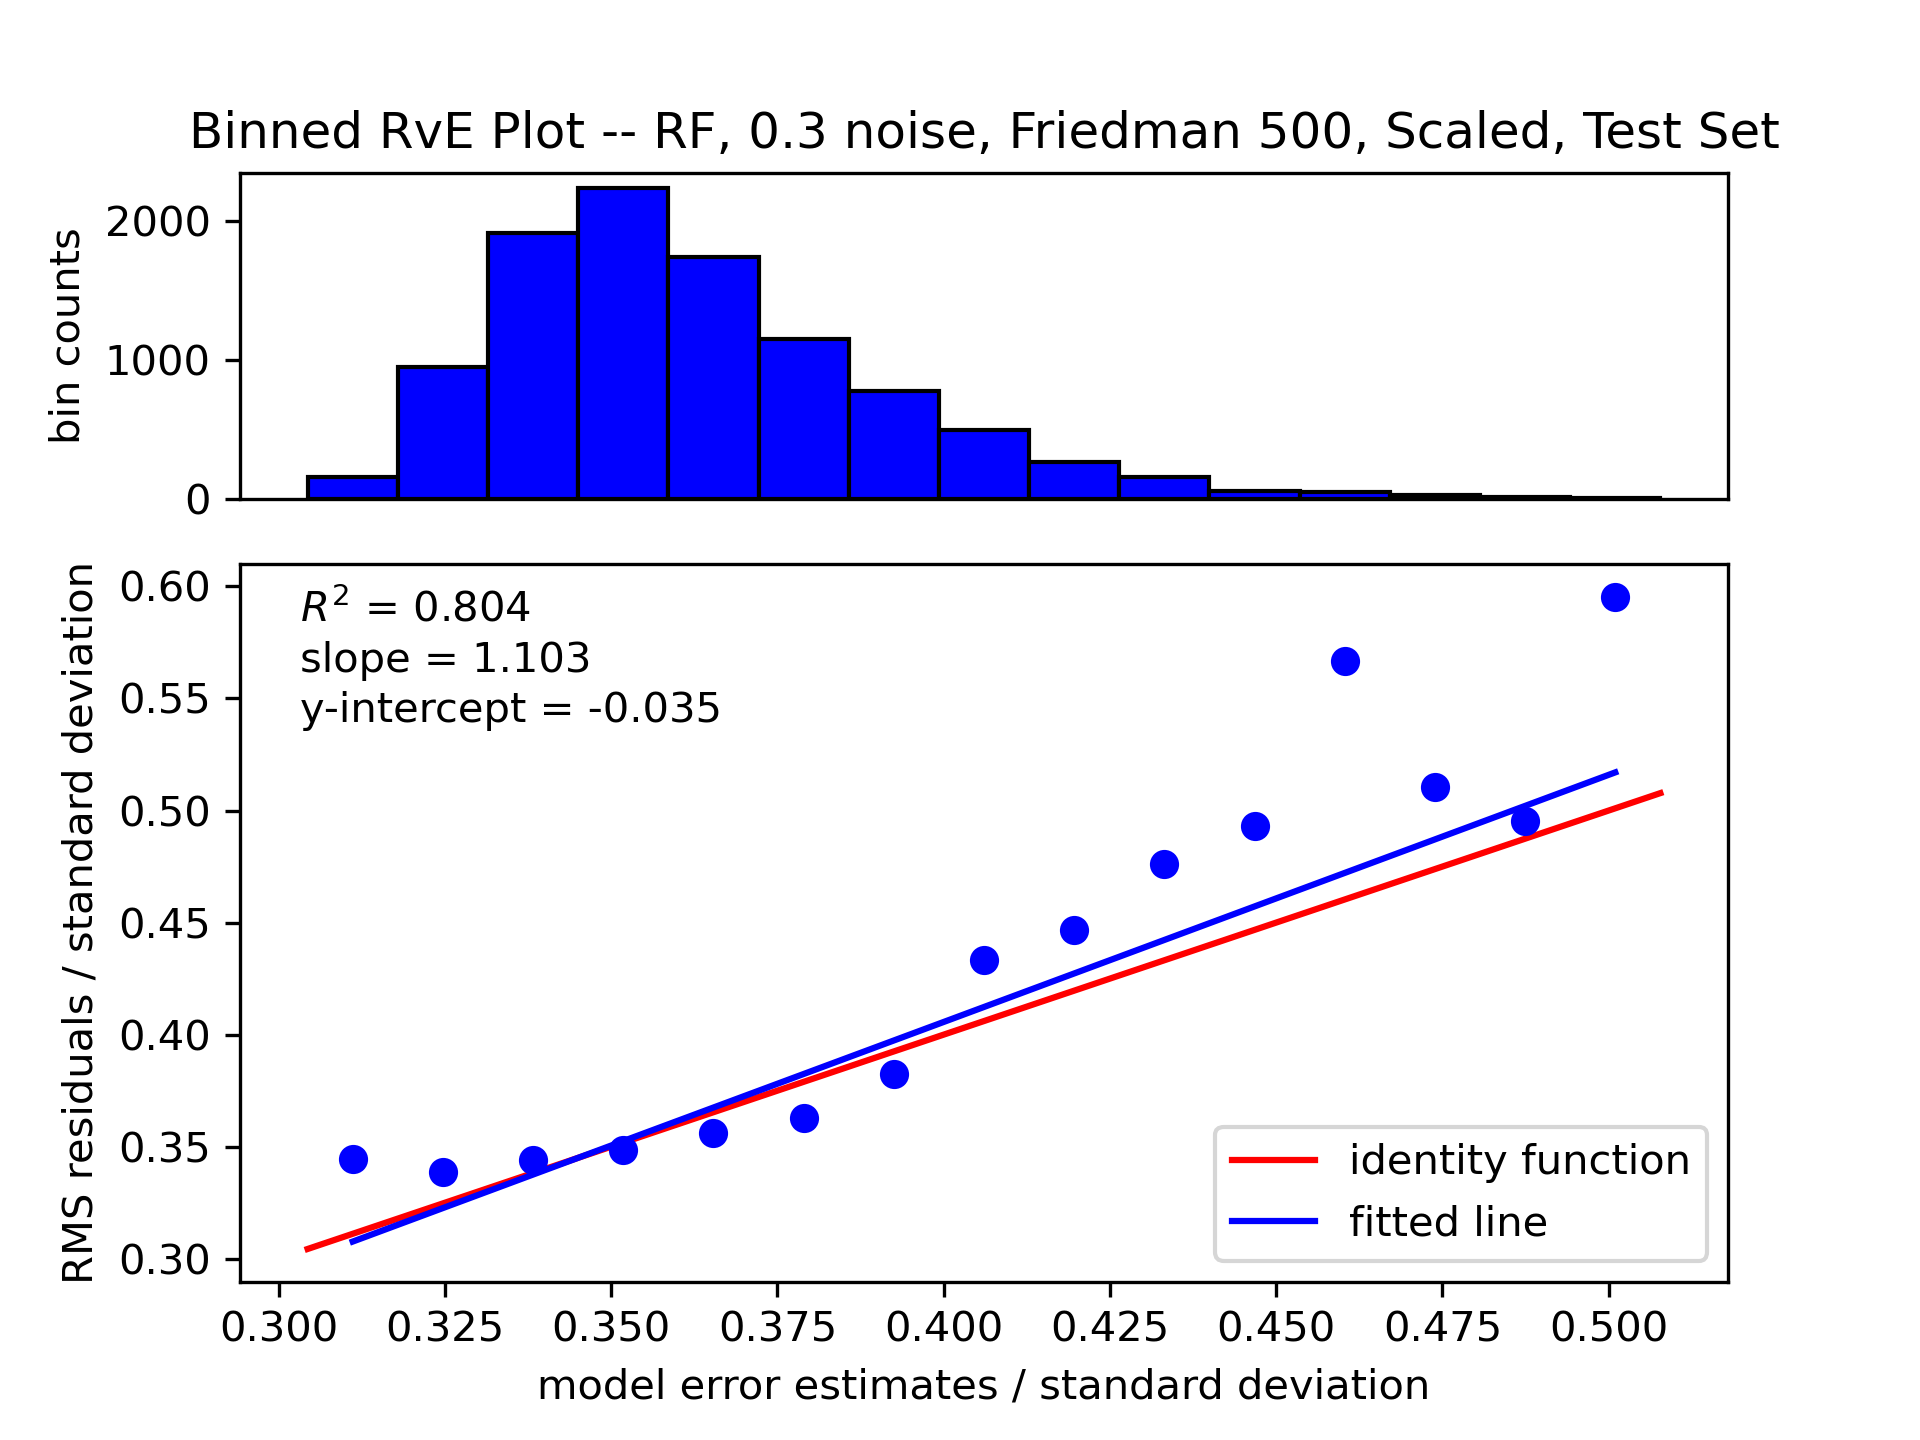 Binned RvE Plot -- RF, 0.3 noise, Friedman 500, Scaled, Test Set
bin counts
2000
1000
0
RMS residuals / standard deviation
0.60
0.55
0.50
0.45
0.40
0.35
0.30
R² = 0.804
slope = 1.103
y-intercept = -0.035
identity function
fitted line
0.300 0.325 0.350 0.375 0.400 0.425 0.450 0.475 0.500
model error estimates / standard deviation